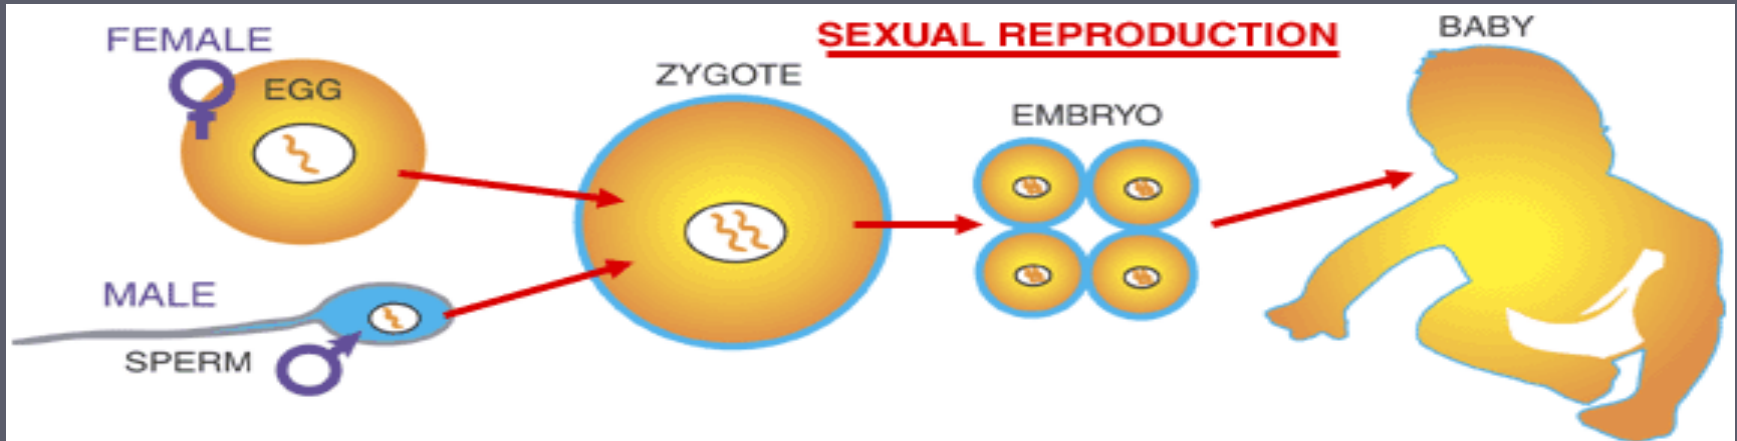 SEXUAL REPRODUCTION
FEMALE
EGG
MALE
SPERM
ZYGOTE
EMBRYO
BABY